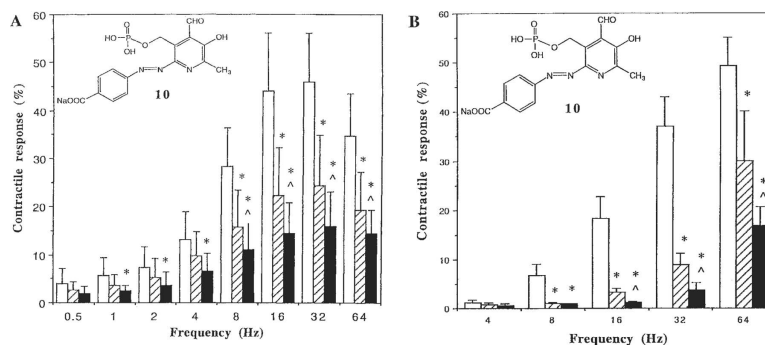 A
60
50
40
30
20
10
0
Contractile response (%)
CHO
O
HO-P
O
OH
OH
N=N
N
CH₃
NaOOC
10
* * * * * * * *
^ ^ ^ ^
0.5 1 2 4 8 16 32 64
Frequency (Hz)
B
60
50
40
30
20
10
0
Contractile response (%)
CHO
O
HO-P
O
OH
OH
N=N
N
CH₃
NaOOC
10
* * * * * * * *
^ ^ ^
4 8 16 32 64
Frequency (Hz)